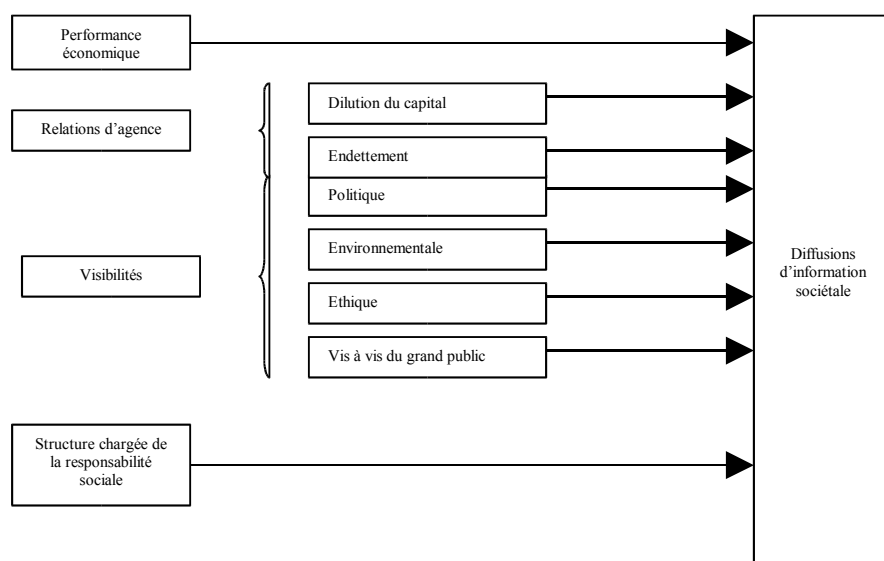 Performance
économique
Dilution du capital
Relations d’agence
Endettement
Politique
Environnementale
Visibilités
Ethique
Vis à vis du grand public
Structure chargée de
la responsabilité
sociale
Diffusions
d’information
sociétale